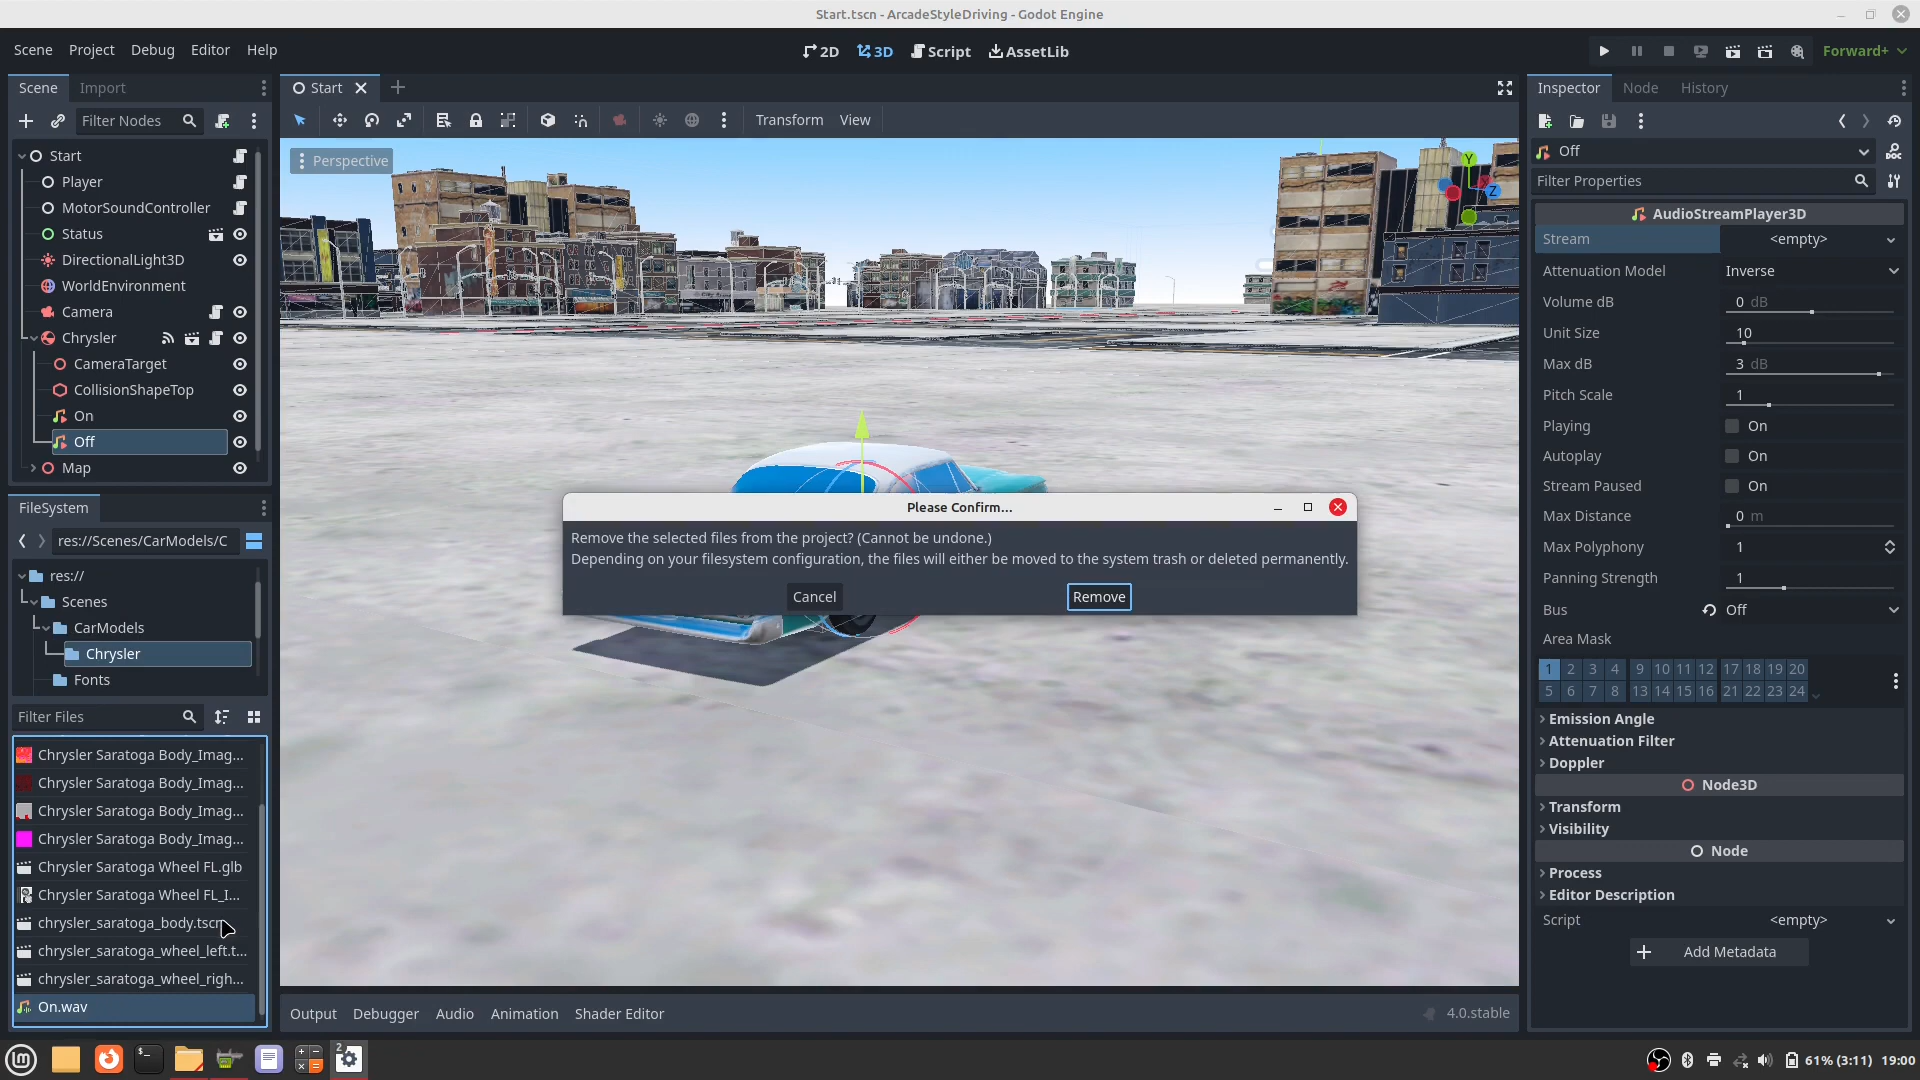 Start.tscn - ArcadeStyleDriving - Godot Engine
Scene Project Debug Editor Help
2D 3D Script AssetLib
Forward+
Scene Import
Start
Inspector Node History
Filter Nodes
Transform View
Start
Player
MotorSoundController
Status
DirectionalLight3D
WorldEnvironment
Camera
Chrysler
CameraTarget
CollisionShapeTop
On
Off
Map
FileSystem
res://Scenes/CarModels/C
res://
Scenes
CarModels
Chrysler
Fonts
Filter Files
Chrysler Saratoga Body_Imag...
Chrysler Saratoga Body_Imag...
Chrysler Saratoga Body_Imag...
Chrysler Saratoga Body_Imag...
Chrysler Saratoga Wheel FL.glb
Chrysler Saratoga Wheel FL_I...
chrysler_saratoga_body.tscn
chrysler_saratoga_wheel_left.t...
chrysler_saratoga_wheel_righ...
On.wav
Perspective
Y
Z
Please Confirm...
Remove the selected files from the project? (Cannot be undone.)
Depending on your filesystem configuration, the files will either be moved to the system trash or deleted permanently.
Cancel Remove
Output Debugger Audio Animation Shader Editor
4.0.stable
Off
DOC
Filter Properties
AudioStreamPlayer3D
Stream <empty>
Attenuation Model Inverse
Volume dB 0 dB
Unit Size 10
Max dB 3 dB
Pitch Scale 1
Playing On
Autoplay On
Stream Paused On
Max Distance 0 m
Max Polyphony 1
Panning Strength 1
Bus Off
Area Mask
1 2 3 4 9 10 11 12 17 18 19 20
5 6 7 8 13 14 15 16 21 22 23 24
Emission Angle
Attenuation Filter
Doppler
Node3D
Transform
Visibility
Node
Process
Editor Description
Script <empty>
Add Metadata
2
61% (3:11) 19:00